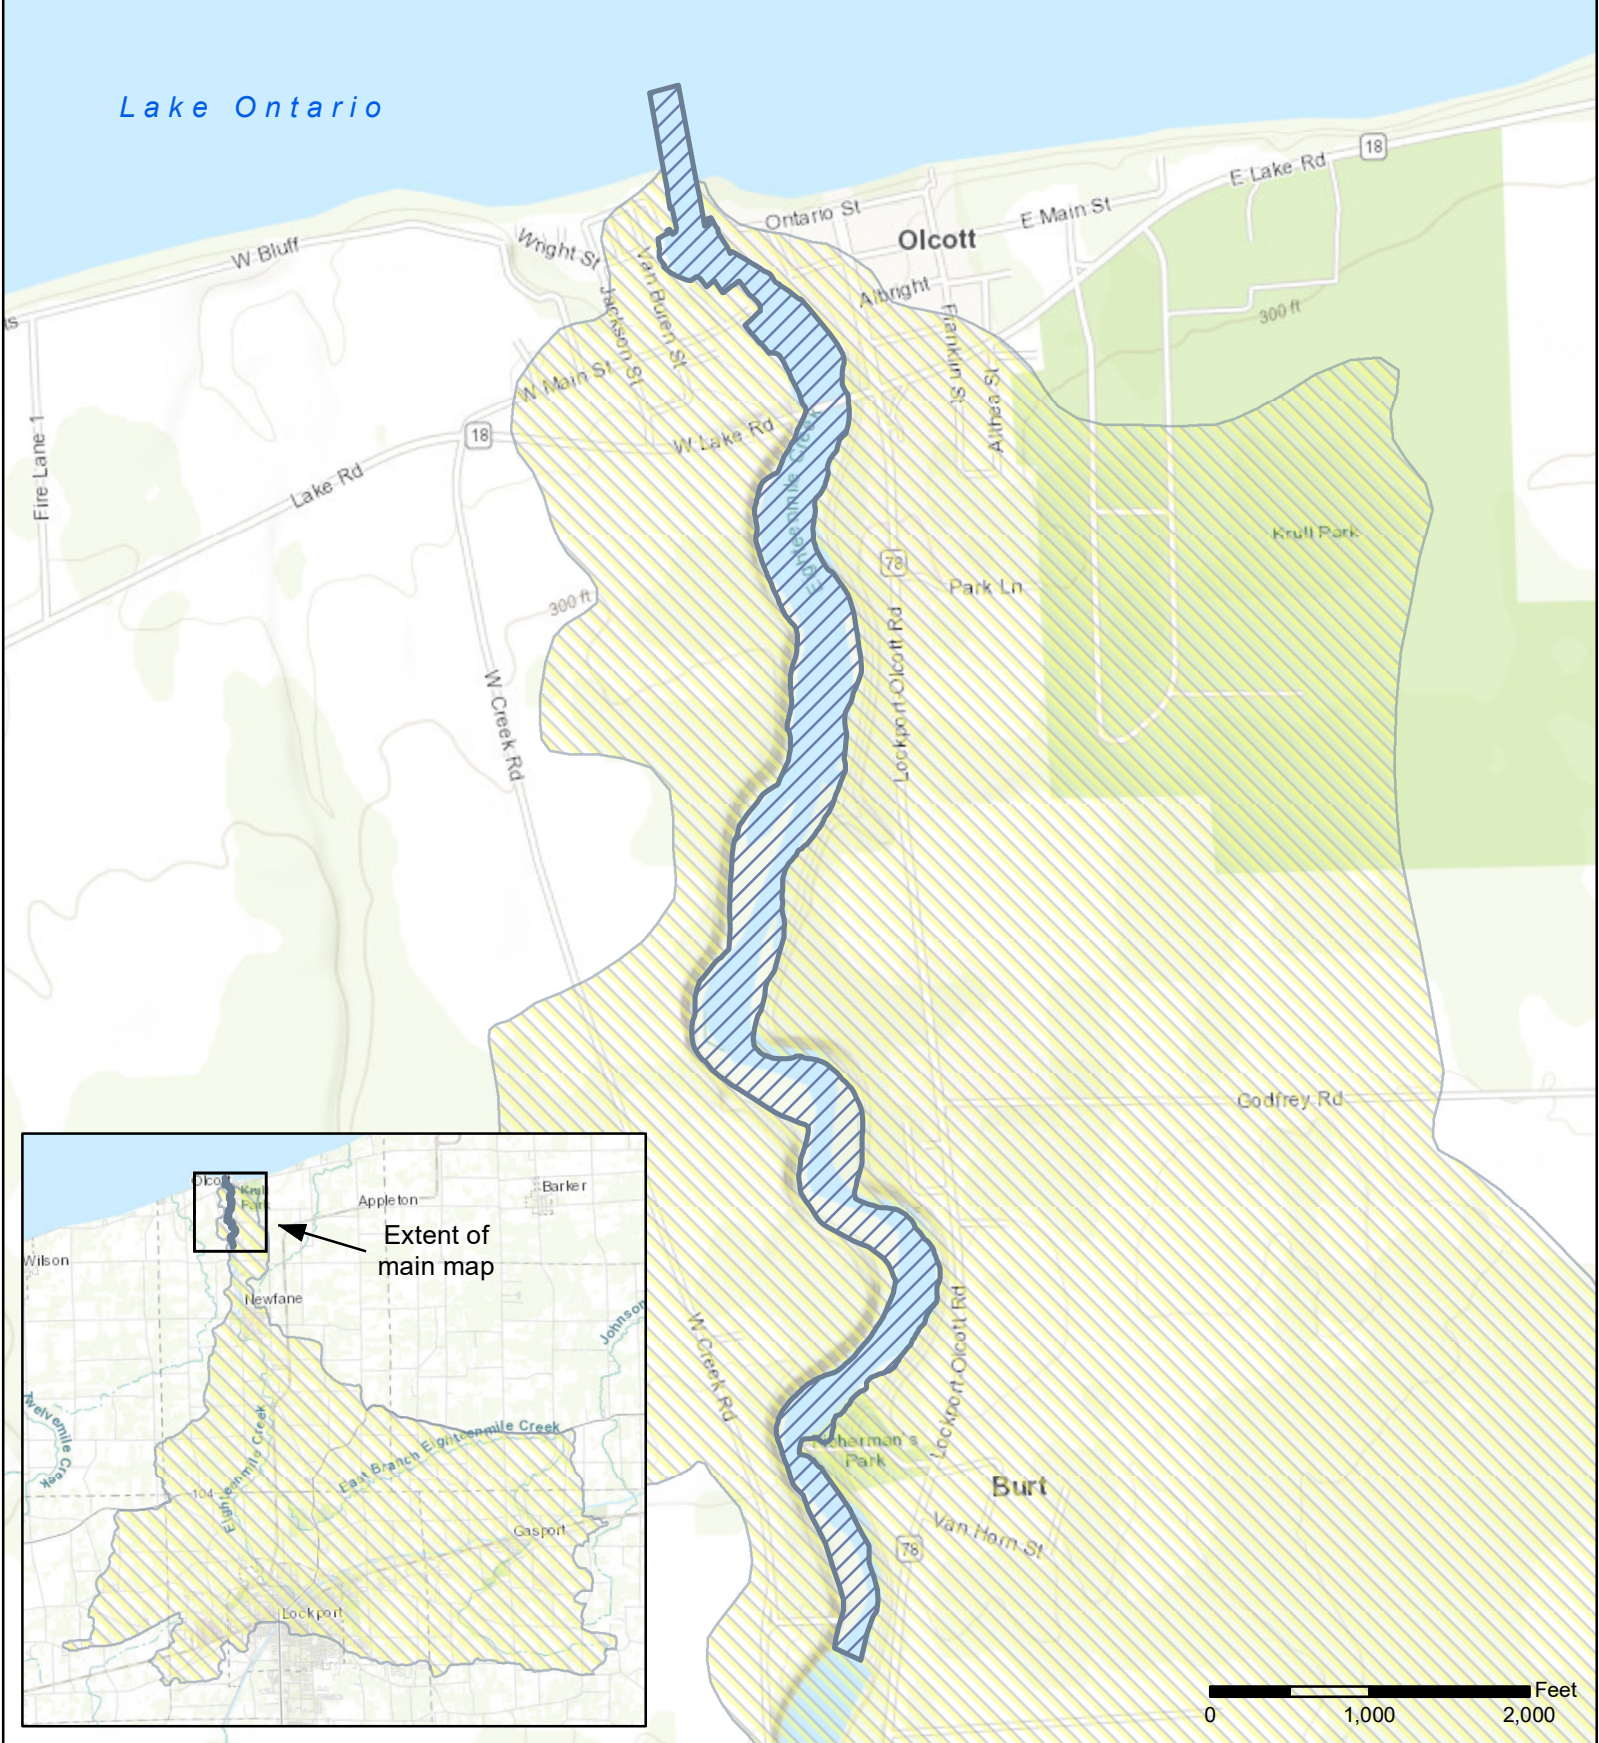 Lake Ontario
18
E Lake Rd
Ontario St
E Main St
Olcott
W Bluff
Wright St
Van Buren St
Jackson St
Albright
Franklin St
Althea St
300 ft
W Main St
W Lake Rd
18
Lake Rd
Fire Lane 1
Eighteenmile Creek
Krull Park
78
Park Ln
300 ft
Lockport-Olcott Rd
W Creek Rd
Godfrey Rd
W Creek Rd
Lockport-Olcott Rd
Fisherman's
Park
Burt
Van Horn St
78
Feet
0
1,000
2,000
Olcott
Krull
Park
Appleton
Barker
Extent of
main map
Wilson
Newfane
Johnson
Twelvemile Creek
Eighteenmile Creek
East Branch Eighteenmile Creek
104
Gasport
Lockport